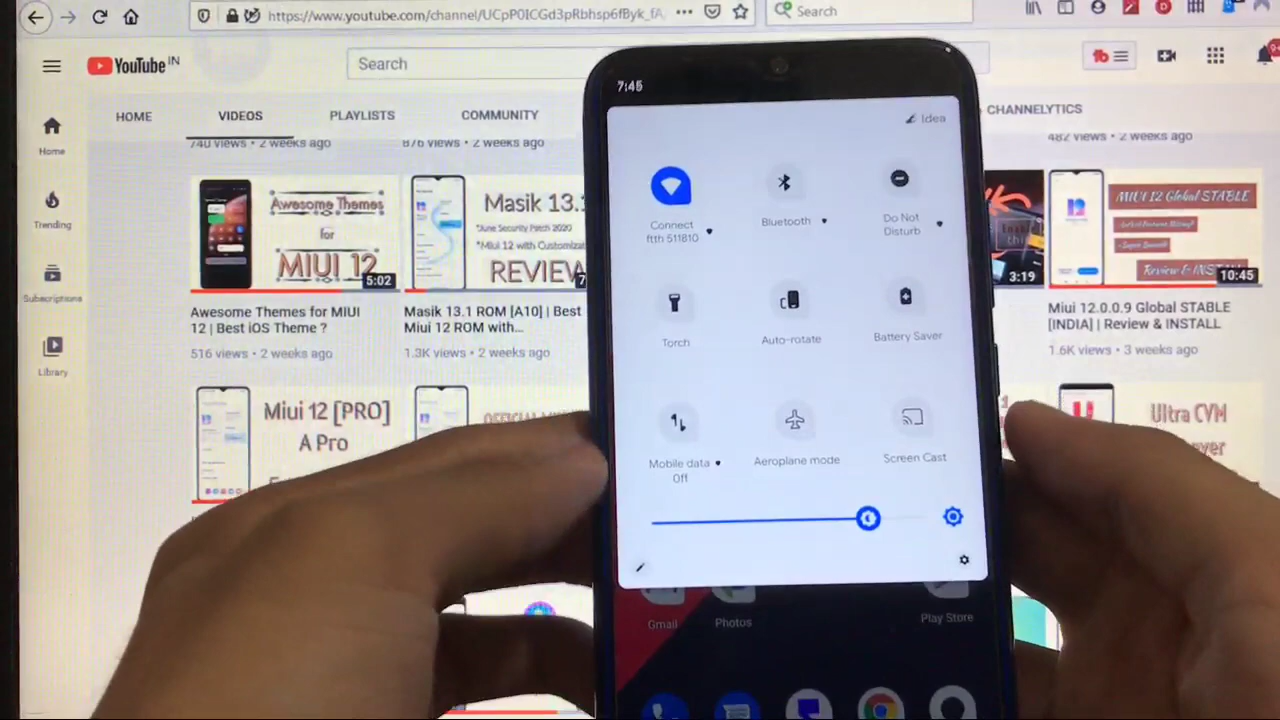 https://www.youtube.com/channel/UCpP0ICGd3pRbhsp6fByk_fA
Search
YouTube IN
Search
HOME
VIDEOS
PLAYLISTS
COMMUNITY
CHANNELYTICS
Home
Trending
Subscriptions
Library
740 views • 2 weeks ago
876 views • 2 weeks ago
482 views • 2 weeks ago
Awesome Themes
for
MIUI 12
5:02
Masik 13.1
*June Security Patch 2020
*Miui 12 with Customizat
REVIEW
3:19
MIUI 12 Global STABLE
Review & INSTALL
10:45
Awesome Themes for MIUI
12 | Best iOS Theme ?
516 views • 2 weeks ago
Masik 13.1 ROM [A10] | Best
Miui 12 ROM with...
1.3K views • 2 weeks ago
Miui 12.0.0.9 Global STABLE
[INDIA] | Review & INSTALL
1.6K views • 3 weeks ago
Miui 12 [PRO]
A Pro
Ultra CVM
7:45
Idea
Connect
ftth 511810
Bluetooth
Do Not
Disturb
Torch
Auto-rotate
Battery Saver
Mobile data
Off
Aeroplane mode
Screen Cast
Gmail
Photos
Play Store